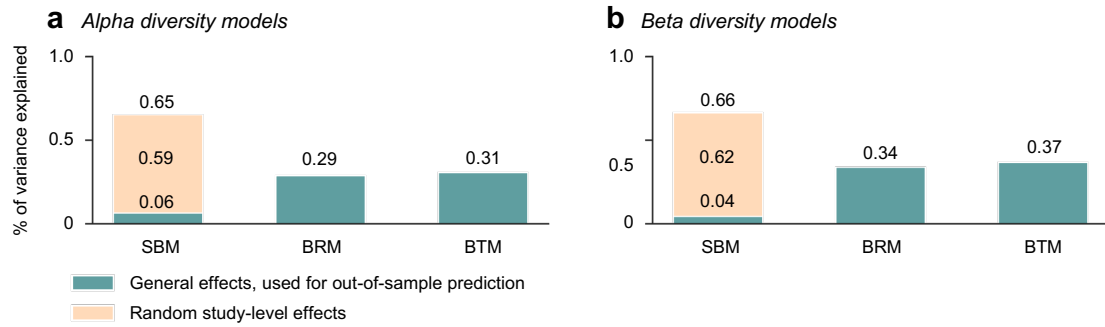 a Alpha diversity models
% of variance explained
1.0
0.5
0
0.65
0.59
0.06
0.29
0.31
SBM BRM BTM
b Beta diversity models
1.0
0.5
0
0.66
0.62
0.04
0.34
0.37
SBM BRM BTM
General effects, used for out-of-sample prediction
Random study-level effects